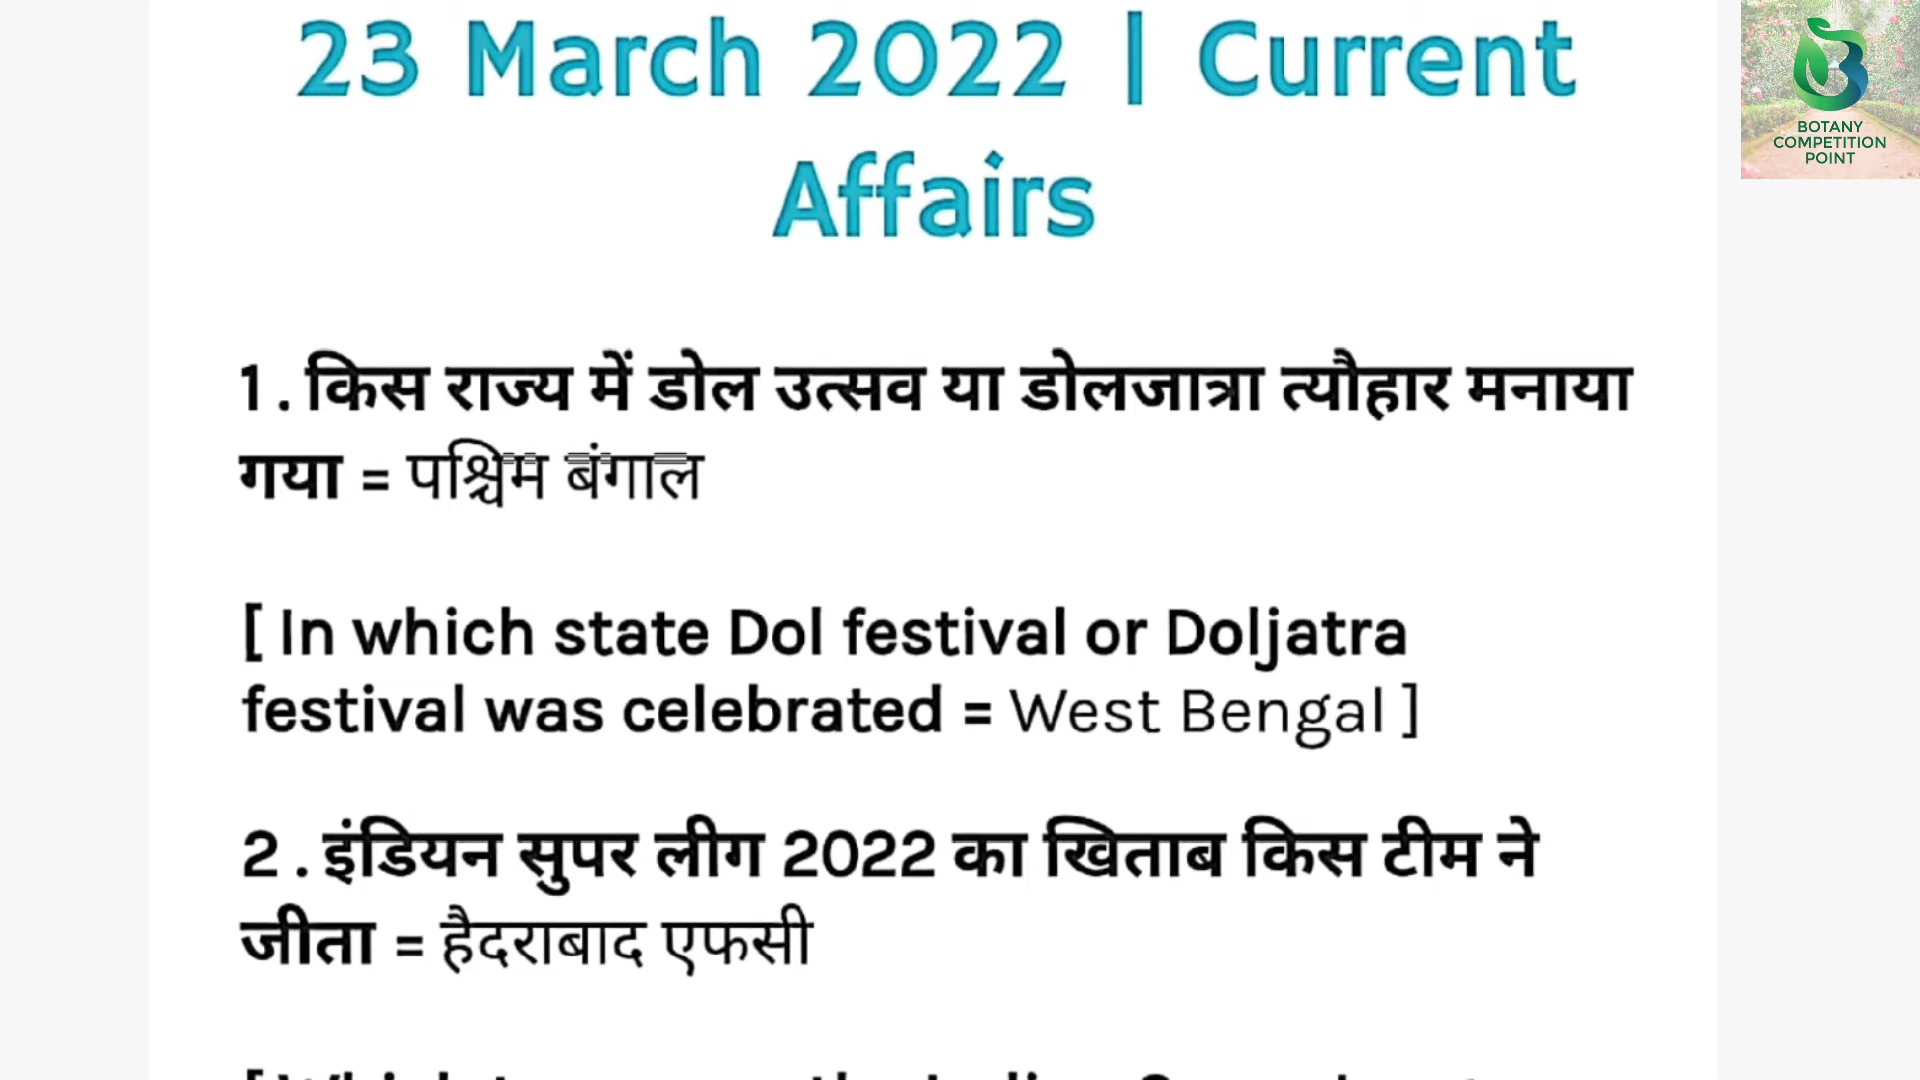 23 March 2022 | Current
Affairs
BOTANY
COMPETITION
POINT
1 . किस राज्य में डोल उत्सव या डोलजात्रा त्यौहार मनाया
गया = पश्चिम बंगाल
[ In which state Dol festival or Doljatra
festival was celebrated = West Bengal ]
2 . इंडियन सुपर लीग 2022 का खिताब किस टीम ने
जीता = हैदराबाद एफसी